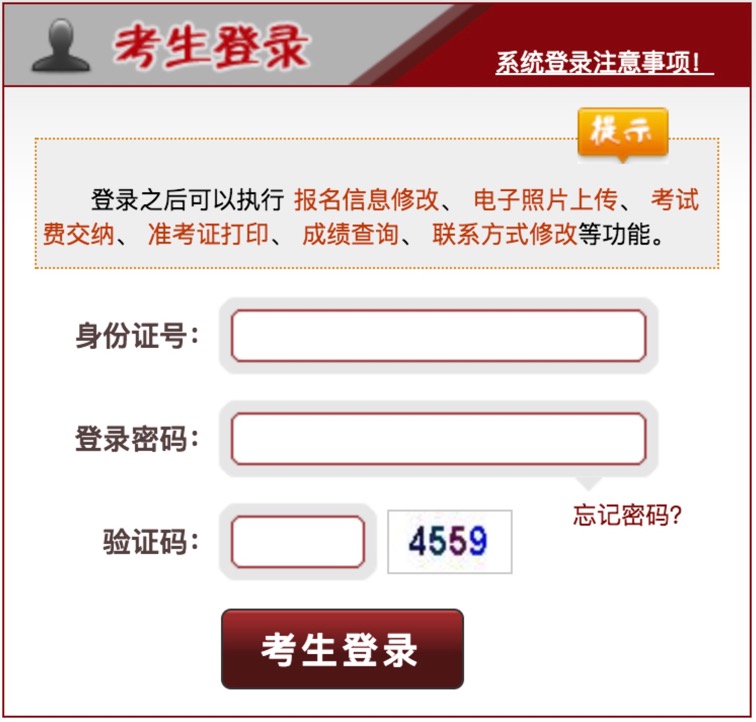 考生登录
系统登录注意事项！
提示
登录之后可以执行 报名信息修改、 电子照片上传、 考试
费交纳、 准考证打印、 成绩查询、 联系方式修改等功能。
身份证号：
登录密码：
忘记密码?
验证码： 4559
考生登录